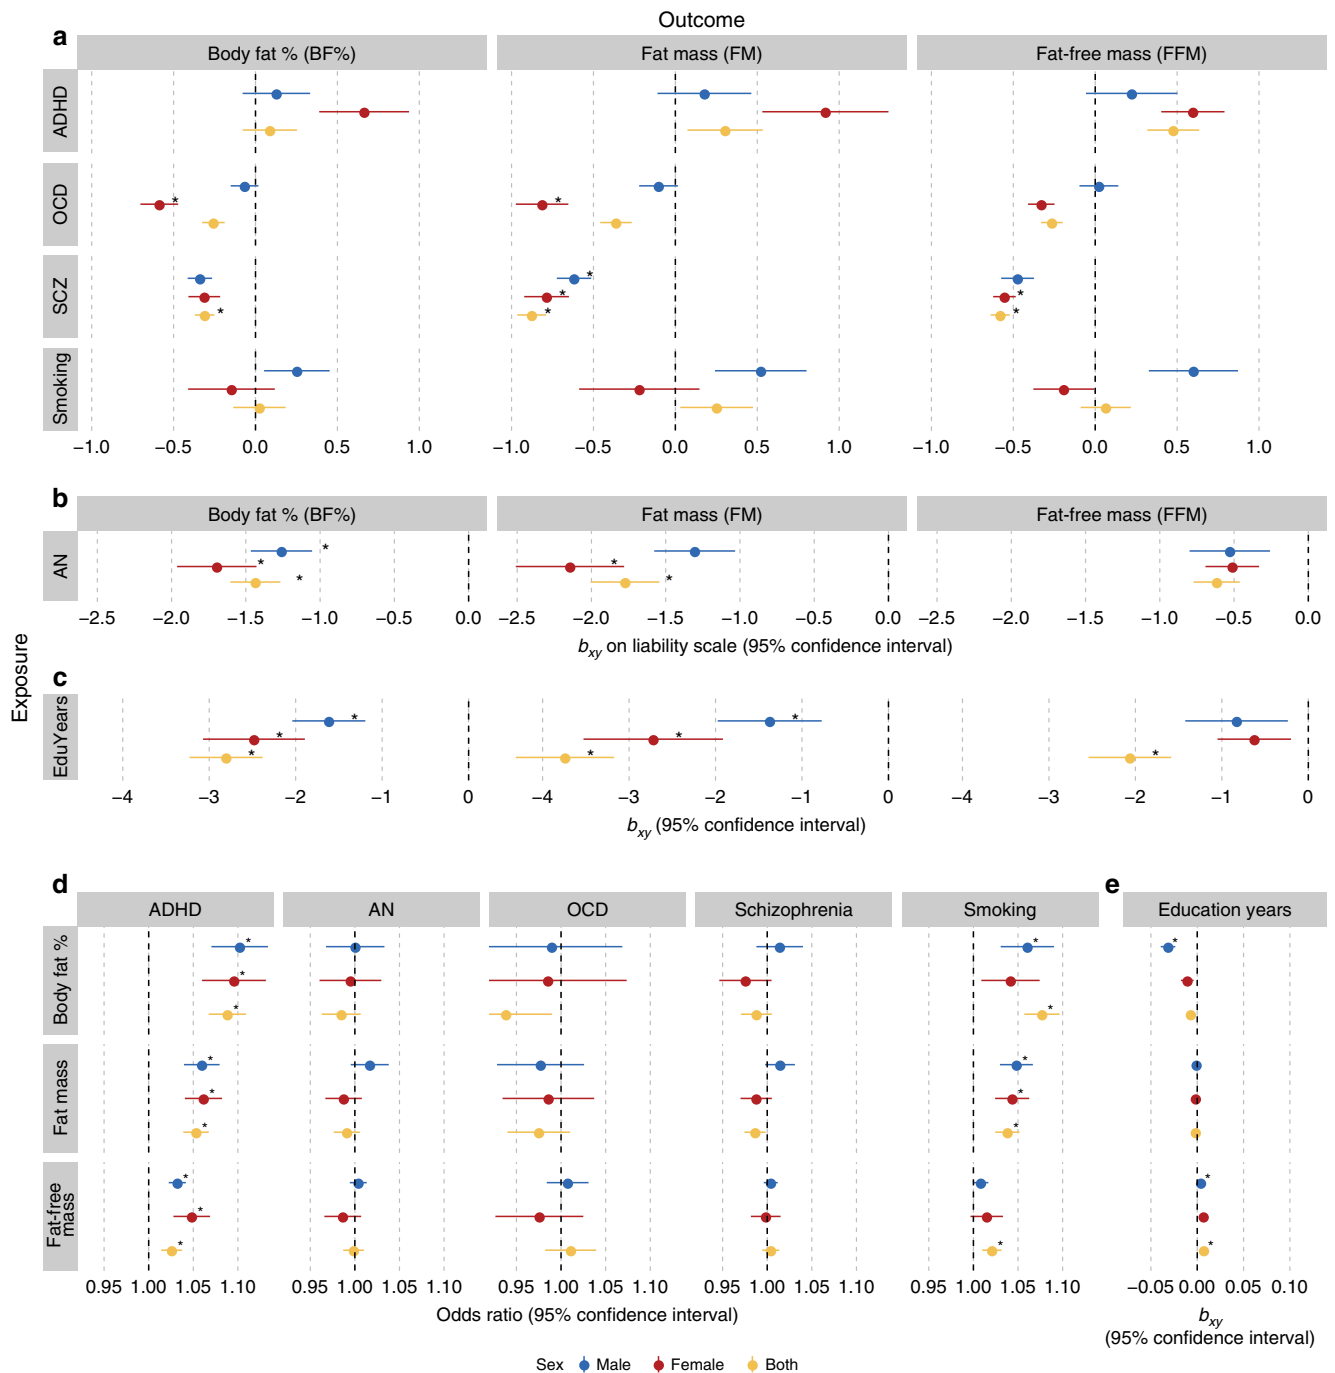 Outcome
a
Body fat % (BF%) Fat mass (FM) Fat-free mass (FFM)
ADHD
*
OCD
* *
SCZ
*
* *
* * *
Smoking
−1.0 −0.5 0.0 0.5 1.0 −1.0 −0.5 0.0 0.5 1.0 −1.0 −0.5 0.0 0.5 1.0
b
Body fat % (BF%) Fat mass (FM) Fat-free mass (FFM)
AN
*
* *
* *
−2.5 −2.0 −1.5 −1.0 −0.5 0.0 −2.5 −2.0 −1.5 −1.0 −0.5 0.0 −2.5 −2.0 −1.5 −1.0 −0.5 0.0
bxy on liability scale (95% confidence interval)
Exposure
c
EduYears
* *
* *
* * *
−4 −3 −2 −1 0 −4 −3 −2 −1 0 −4 −3 −2 −1 0
bxy (95% confidence interval)
d
e
ADHD AN OCD Schizophrenia Smoking Education years
Body fat %
* * *
*
* *
Fat mass
* *
* *
* *
Fat-free
mass
* *
*
* * *
0.95 1.00 1.05 1.10 0.95 1.00 1.05 1.10 0.95 1.00 1.05 1.10 0.95 1.00 1.05 1.10 0.95 1.00 1.05 1.10 −0.05 0.00 0.05 0.10
Odds ratio (95% confidence interval)
bxy
(95% confidence interval)
Sex Male Female Both